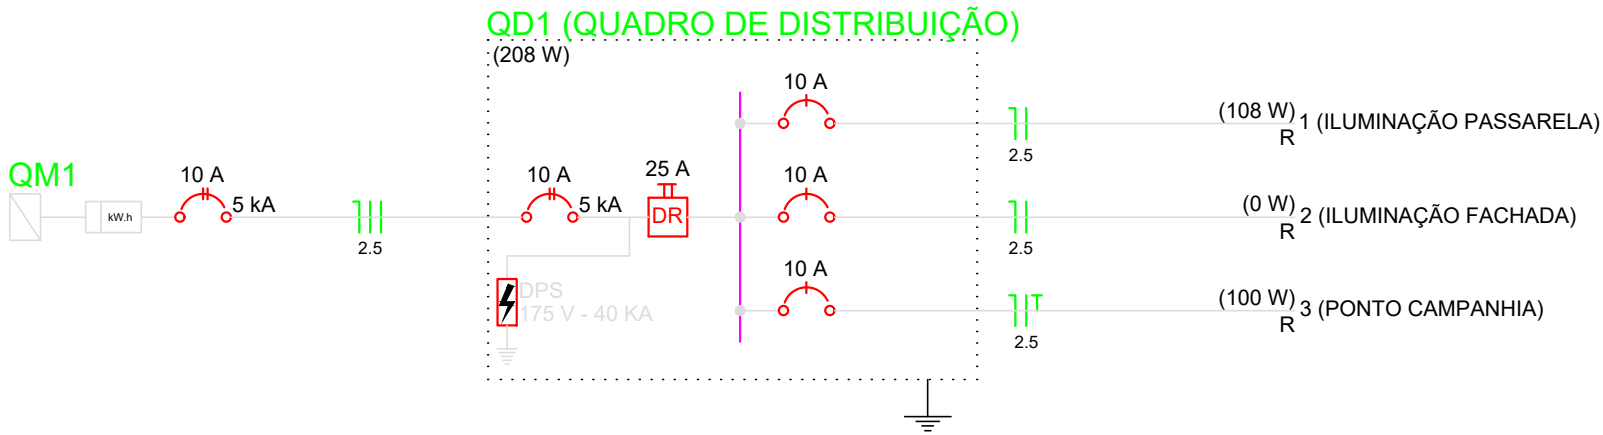 QD1 (QUADRO DE DISTRIBUIÇÃO)
(208 W)
QM1
kW.h
10 A
5 kA
2.5
10 A
5 kA
25 A
DR
DPS
175 V - 40 KA
10 A
2.5
(108 W)
R
1 (ILUMINAÇÃO PASSARELA)
10 A
2.5
(0 W)
R
2 (ILUMINAÇÃO FACHADA)
10 A
2.5
(100 W)
R
3 (PONTO CAMPANHIA)